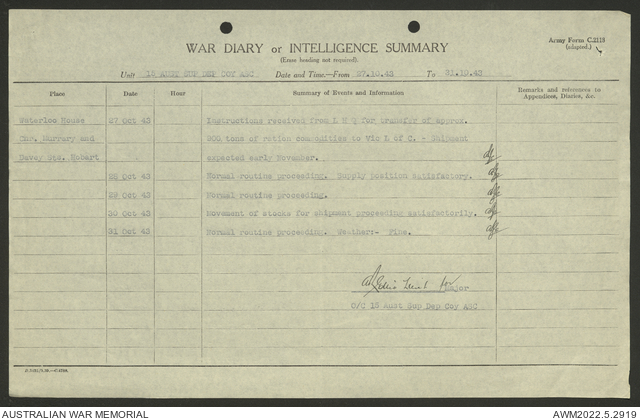 Army Form C.2118
(adapted.)
WAR DIARY or INTELLIGENCE SUMMARY
(Erase heading not required).
Unit AUST SUP DEP COY Date and Time.—From 27.10.43 To 31.10.43
Place Date Hour Summary of Events and Information Remarks and references to Appendices, Diaries, &c.
Waterloo House 27 Oct 43 Instructions received from L H Q for transfer of approx.
Cnr. Murrary and 900 tons of ration commodities to Vic L of C. - Shipment
Davey Sts. Hobart expected early November.
28 Oct 43 Normal routine proceeding. Supply position satisfactory.
29 Oct 43 Normal routine proceeding.
30 Oct 43 Movement of stocks for shipment proceeding satisfactorily.
31 Oct 43 Normal routine proceeding. Weather:- Fine.
for Major
O/C Aust Sup Dep Coy
AUSTRALIAN WAR MEMORIAL AWM2022.5.2919